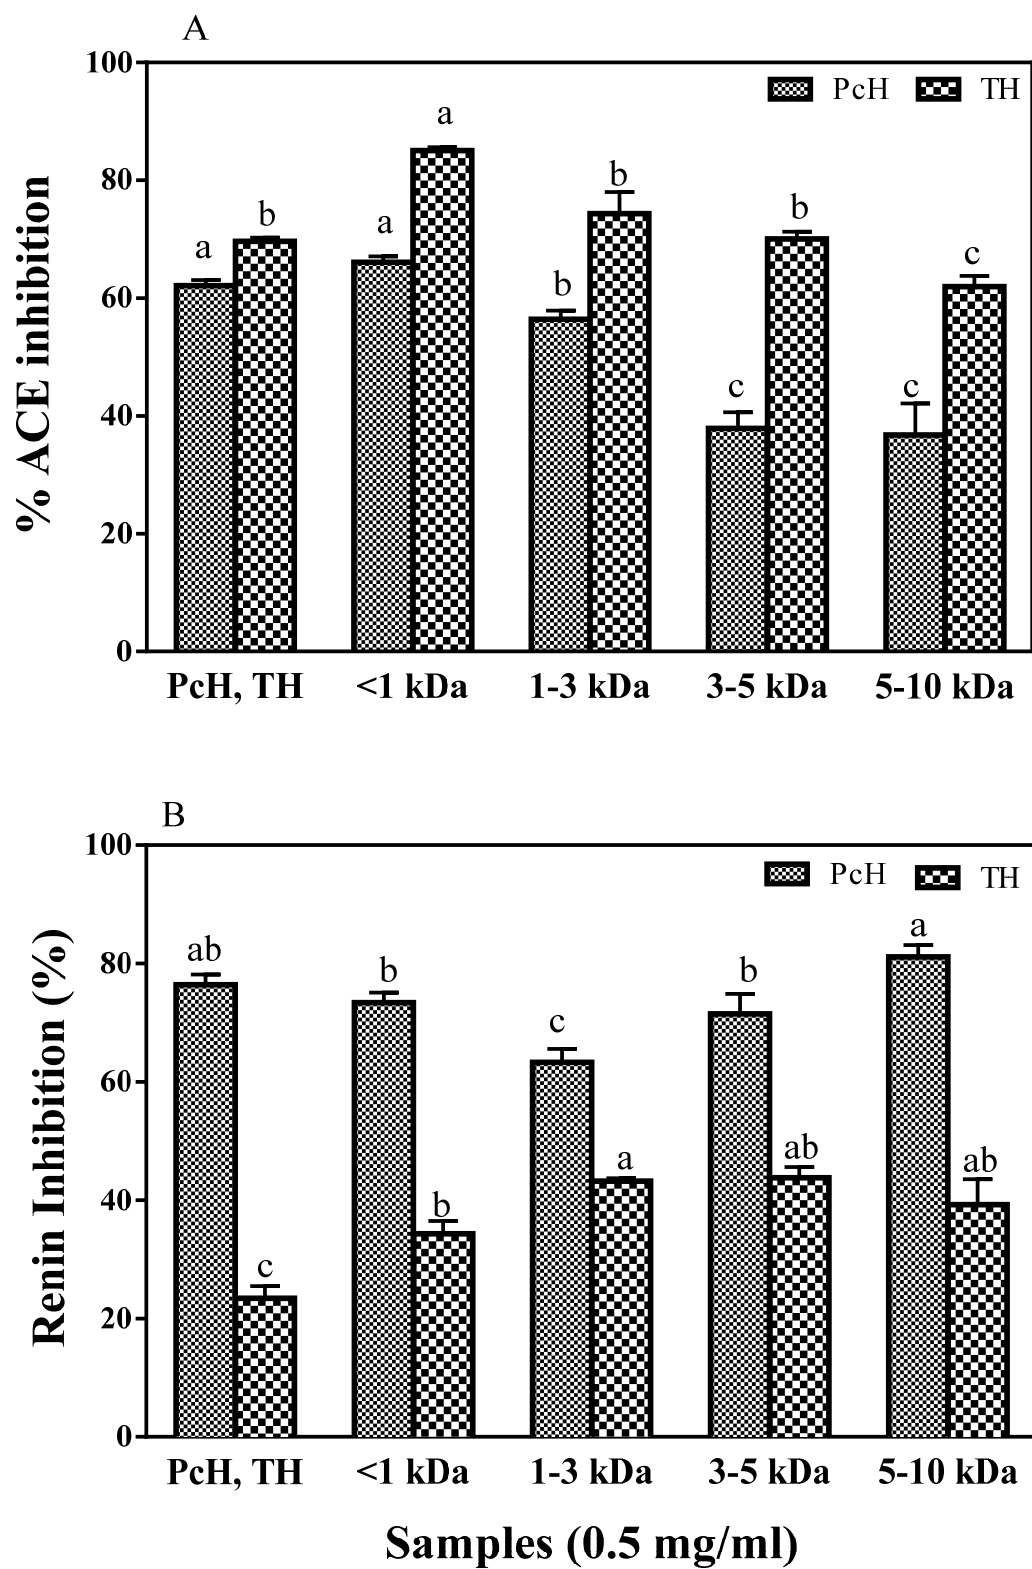 A
100
PcH TH
a
80
b
b
a
b
a
c
60
b
c
c
40
20
0
% ACE inhibition
PcH, TH <1 kDa 1-3 kDa 3-5 kDa 5-10 kDa
B
100
PcH TH
a
ab
b
b
80
c
60
a
ab
ab
b
40
c
20
0
Renin Inhibition (%)
PcH, TH <1 kDa 1-3 kDa 3-5 kDa 5-10 kDa
Samples (0.5 mg/ml)